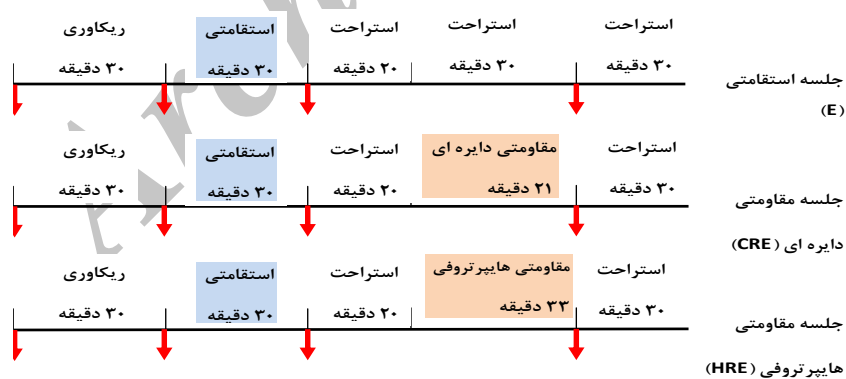 استراحت استراحت استراحت استقامتی ریکاوری
۳۰ دقیقه ۳۰ دقیقه ۲۰ دقیقه ۳۰ دقیقه ۳۰ دقیقه
جلسه استقامتی
(E)
استراحت مقاومتی دایره ای استراحت استقامتی ریکاوری
۳۰ دقیقه ۲۱ دقیقه ۲۰ دقیقه ۳۰ دقیقه ۳۰ دقیقه
جلسه مقاومتی
دایره ای (CRE)
استراحت مقاومتی هایپرتروفی استراحت استقامتی ریکاوری
۳۰ دقیقه ۳۳ دقیقه ۲۰ دقیقه ۳۰ دقیقه ۳۰ دقیقه
جلسه مقاومتی
هایپرتروفی (HRE)